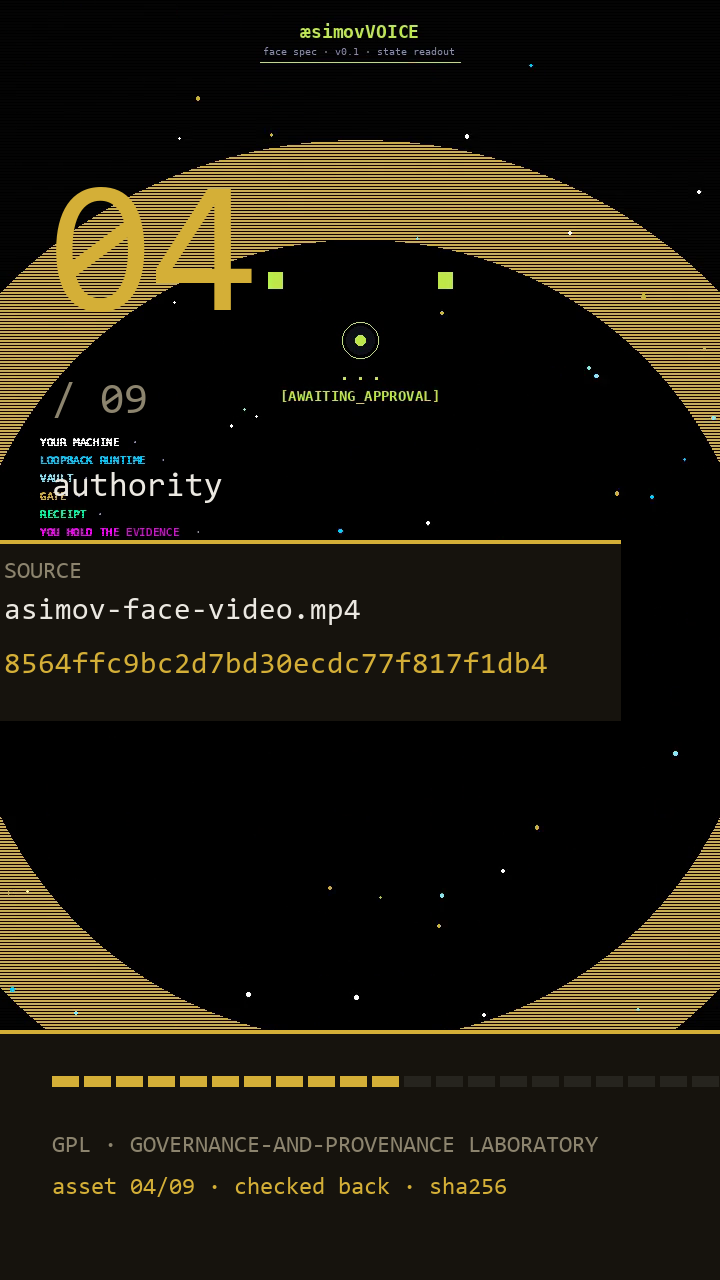 æsimovVOICE
face spec · v0.1 · state readout
04
/ 09
[AWAITING_APPROVAL]
YOUR MACHINE ·
LOOPBACK RUNTIME ·
VAULT
authority
GATE
RECEIPT ·
YOU HOLD THE EVIDENCE ·
SOURCE
asimov-face-video.mp4
8564ffc9bc2d7bd30ecdc77f817f1db4
GPL · GOVERNANCE-AND-PROVENANCE LABORATORY
asset 04/09 · checked back · sha256